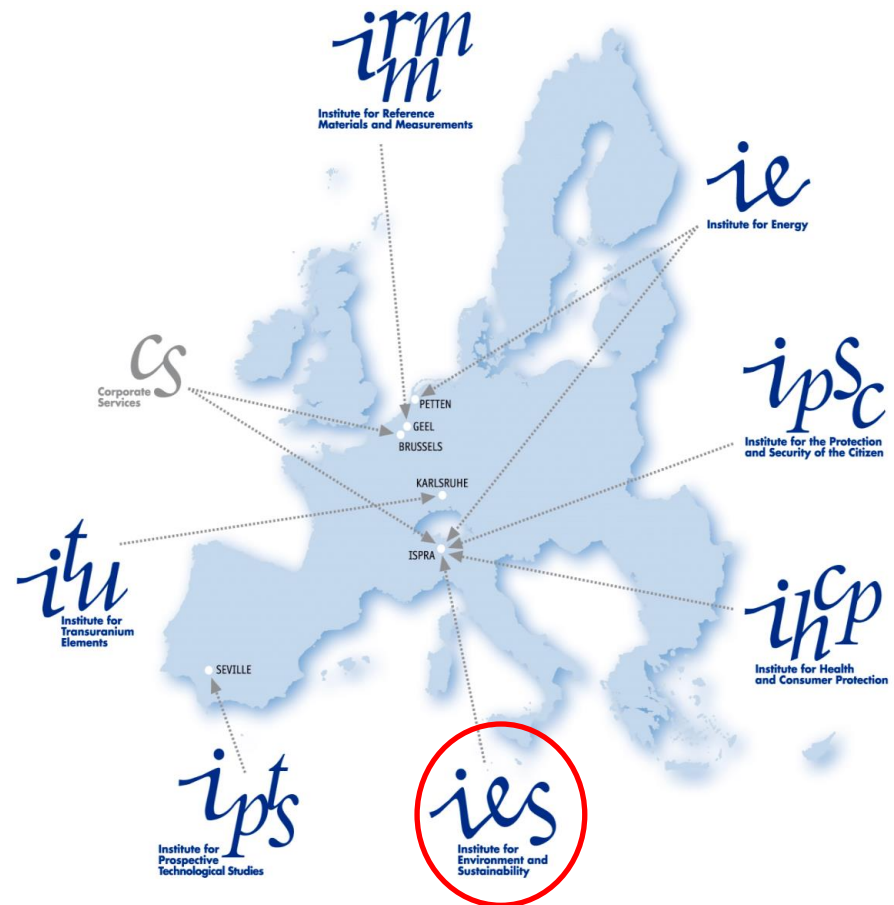 irmm
Institute for Reference
Materials and Measurements
ie
Institute for Energy
cs
Corporate
Services
ipsc
Institute for the Protection
and Security of the Citizen
PETTEN
GEEL
BRUSSELS
KARLSRUHE
ISPRA
itu
Institute for
Transuranium
Elements
ihcp
Institute for Health
and Consumer Protection
SEVILLE
ipts
Institute for
Prospective
Technological Studies
ies
Institute for
Environment and
Sustainability